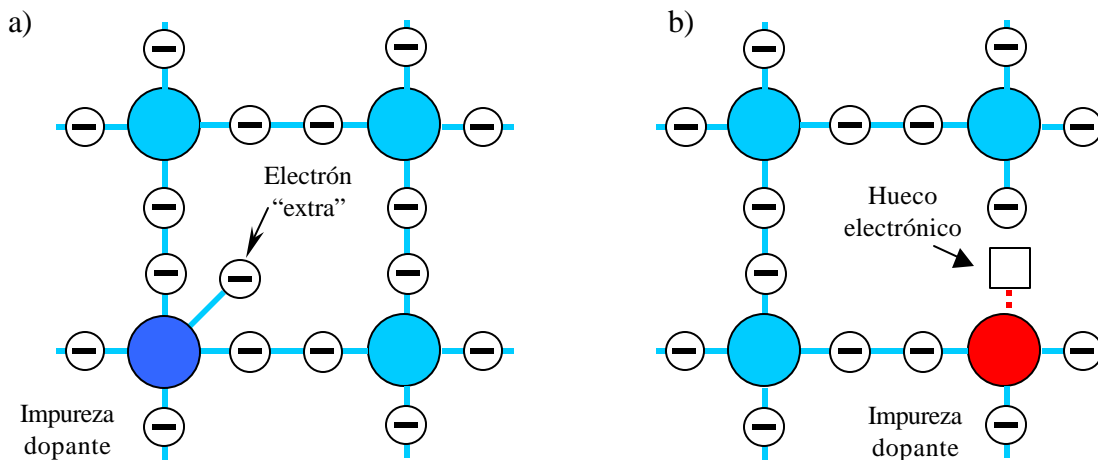 a)
Electrón
“extra”
Impureza
dopante
b)
Hueco
electrónico
Impureza
dopante